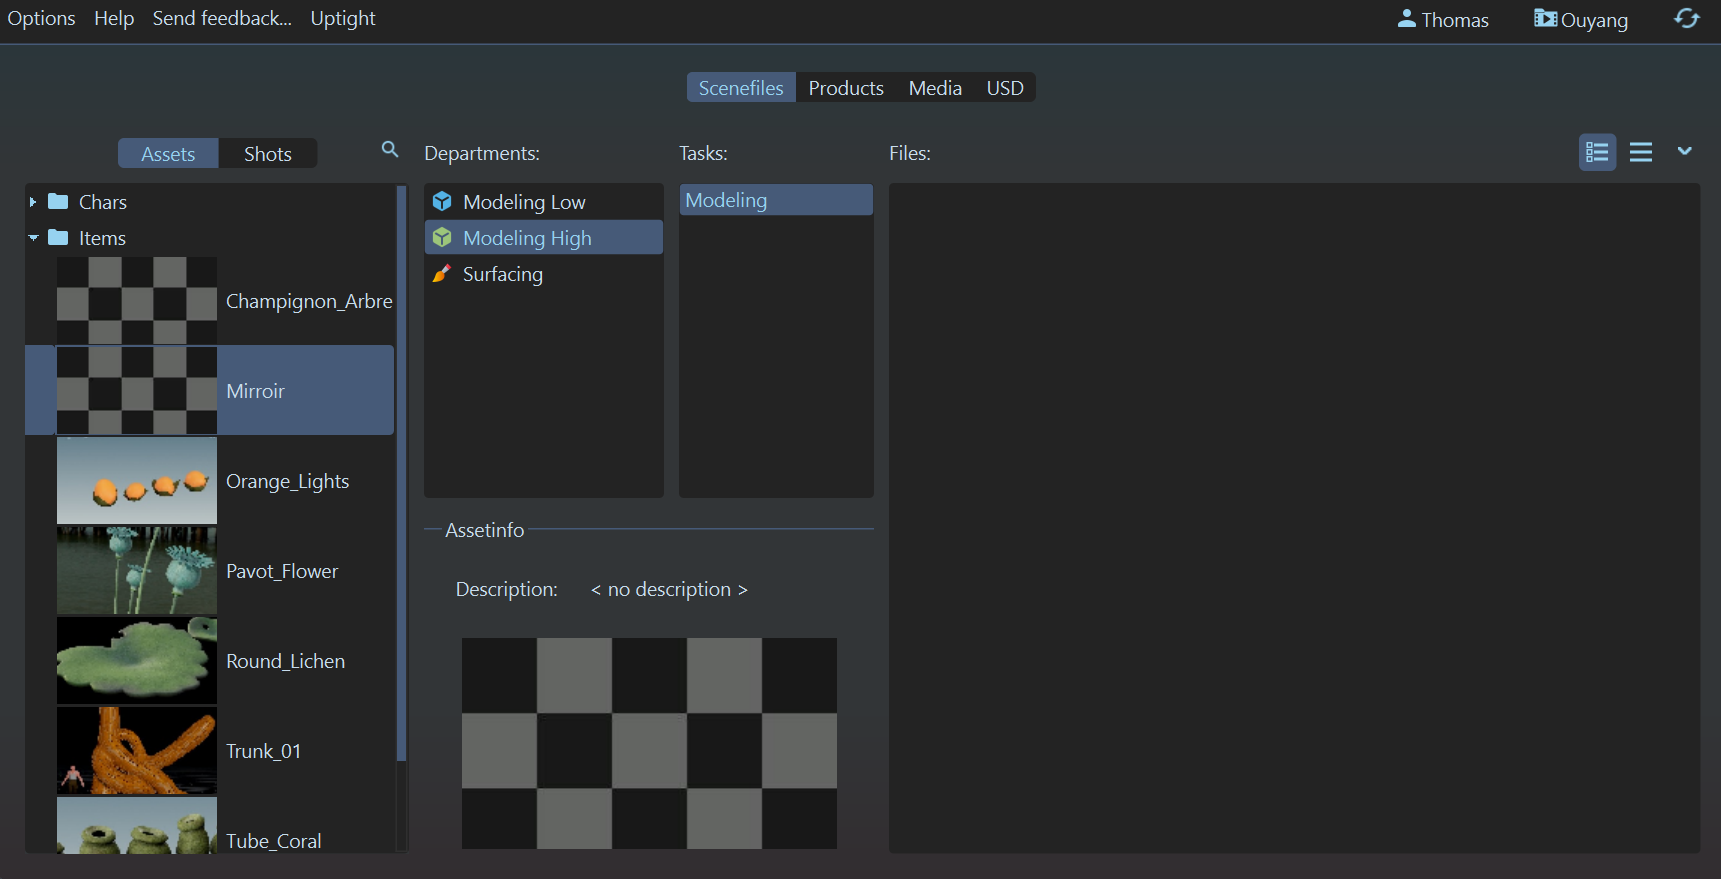 Options Help Send feedback... Uptight Thomas Ouyang
Scenefiles Products Media USD
Assets Shots
Departments:
Tasks:
Files:
Chars
Items
Champignon_Arbre
Mirroir
Orange_Lights
Pavot_Flower
Round_Lichen
Trunk_01
Tube_Coral
Modeling Low
Modeling High
Surfacing
Modeling
Assetinfo
Description: < no description >